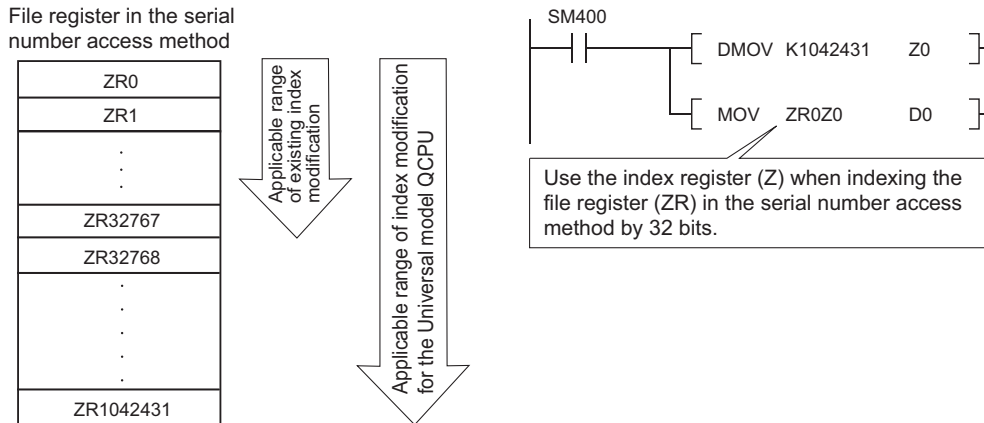 File register in the serial
number access method
ZR0
ZR1
.
.
.
ZR32767
ZR32768
.
.
.
.
.
ZR1042431
Applicable range
of existing index
modification
Applicable range of index modification
for the Universal model QCPU
SM400
DMOV K1042431 Z0
MOV ZR0Z0 D0
Use the index register (Z) when indexing the
file register (ZR) in the serial number access
method by 32 bits.